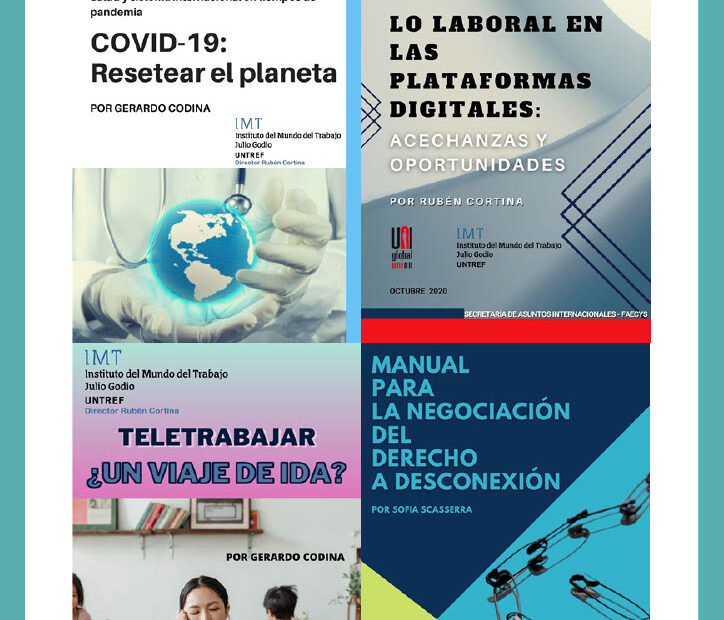 pandemia
COVID-19:
Resetear el planeta
POR GERARDO CODINA
IMT
Instituto del Mundo del Trabajo
Julio Godio
UNTREF
Director Rubén Cortina
LO LABORAL EN
LAS
PLATAFORMAS
DIGITALES:
ACECHANZAS Y
OPORTUNIDADES
POR RUBÉN CORTINA
UNI
global
union
IMT
Instituto del Mundo del Trabajo
Julio Godio
UNTREF
OCTUBRE 2020
SECRETARÍA DE ASUNTOS INTERNACIONALES - FAECYS
IMT
Instituto del Mundo del Trabajo
Julio Godio
UNTREF
Director Rubén Cortina
TELETRABAJAR
¿UN VIAJE DE IDA?
POR GERARDO CODINA
MANUAL
PARA
LA NEGOCIACIÓN
DEL
DERECHO
A DESCONEXIÓN
POR SOFIA SCASSERRA